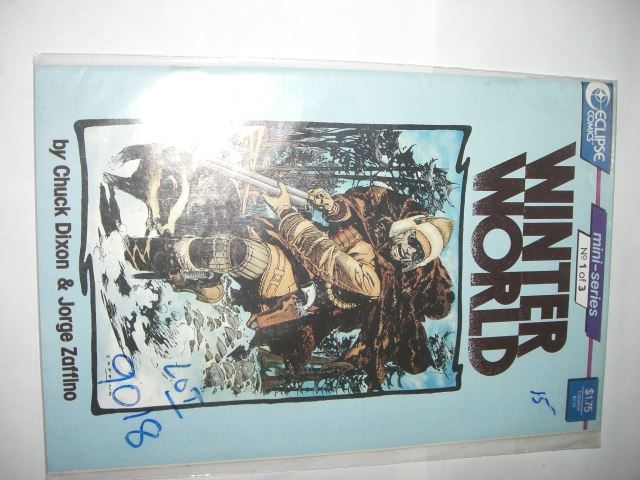 ECLIPSE
COMICS
mini-series
Nº 1 of 3
$1.75
WINTER
WORLD
15
by Chuck Dixon & Jorge Zaffino
LOT